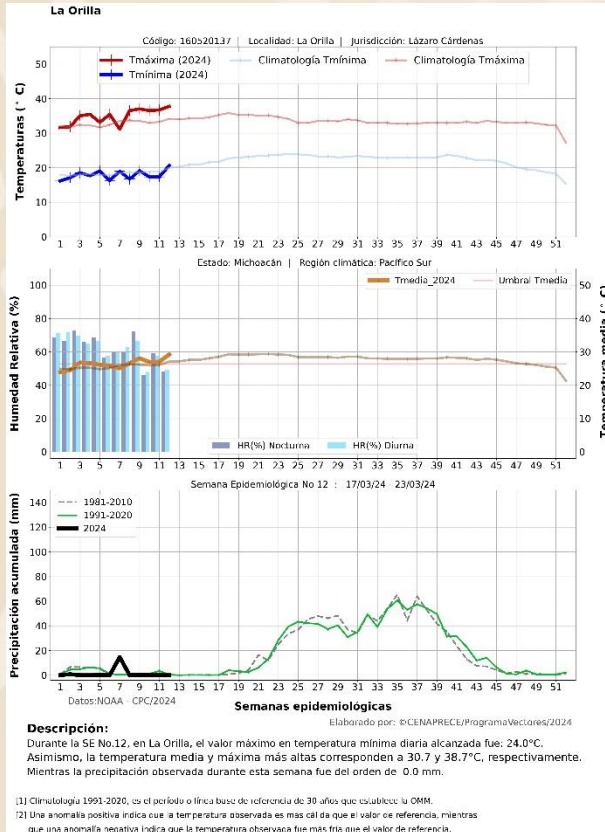 La Orilla
Código: 160520137 | Localidad: La Orilla | Jurisdicción: Lázaro Cárdenas
Tmáxima (2024)
Climatología Tmínima
Climatología Tmáxima
Tmínima (2024)
Temperaturas (° C)
50
40
30
20
10
0
1 3 5 7 9 11 13 15 17 19 21 23 25 27 29 31 33 35 37 39 41 43 45 47 49 51
Estado: Michoacán | Región climática: Pacífico Sur
Tmedia_2024
Umbral Tmedia
Humedad Relativa (%)
100
80
60
40
20
0
Temperatura media (° C)
50
40
30
20
10
0
HR(%) Nocturna
HR(%) Diurna
1 3 5 7 9 11 13 15 17 19 21 23 25 27 29 31 33 35 37 39 41 43 45 47 49 51
Semana Epidemiológica No 12 : 17/03/24 17/03/24 23/03/24
1981-2010
1991-2020
2024
Precipitación acumulada (mm)
140
120
100
80
60
40
20
0
1 3 5 7 9 11 13 15 17 19 21 23 25 27 29 31 33 35 37 39 41 43 45 47 49 51
Datos:NOAA - CPC/2024
Semanas epidemiológicas
Elaborado por: ©CENAPRECE/ProgramaVectores/2024
Descripción:
Durante la SE No.12, en La Orilla, el valor máximo en temperatura mínima diaria alcanzada fue: 24.0°C.
Asimismo, la temperatura media y máxima más altas corresponden a 30.7 y 38.7°C, respectivamente.
Mientras la precipitación observada durante esta semana fue del orden de 0.0 mm.
[1] Climatología 1991-2020, es el período o línea base de referencia de 30 años que establece la OMM.
[2] Una anomalía positiva indica que la temperatura observada es más cálida que el valor de referencia, mientras
que una anomalía negativa indica que la temperatura observada fue más fría que el valor de referencia.